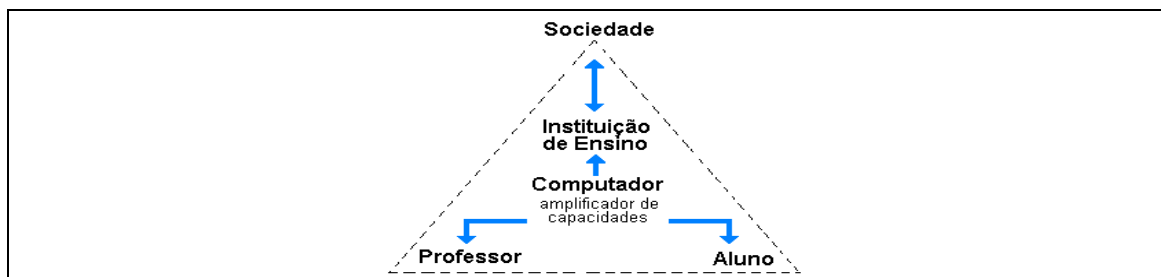 Sociedade
Instituição
de Ensino
Computador
amplificador de
capacidades
Professor
Aluno